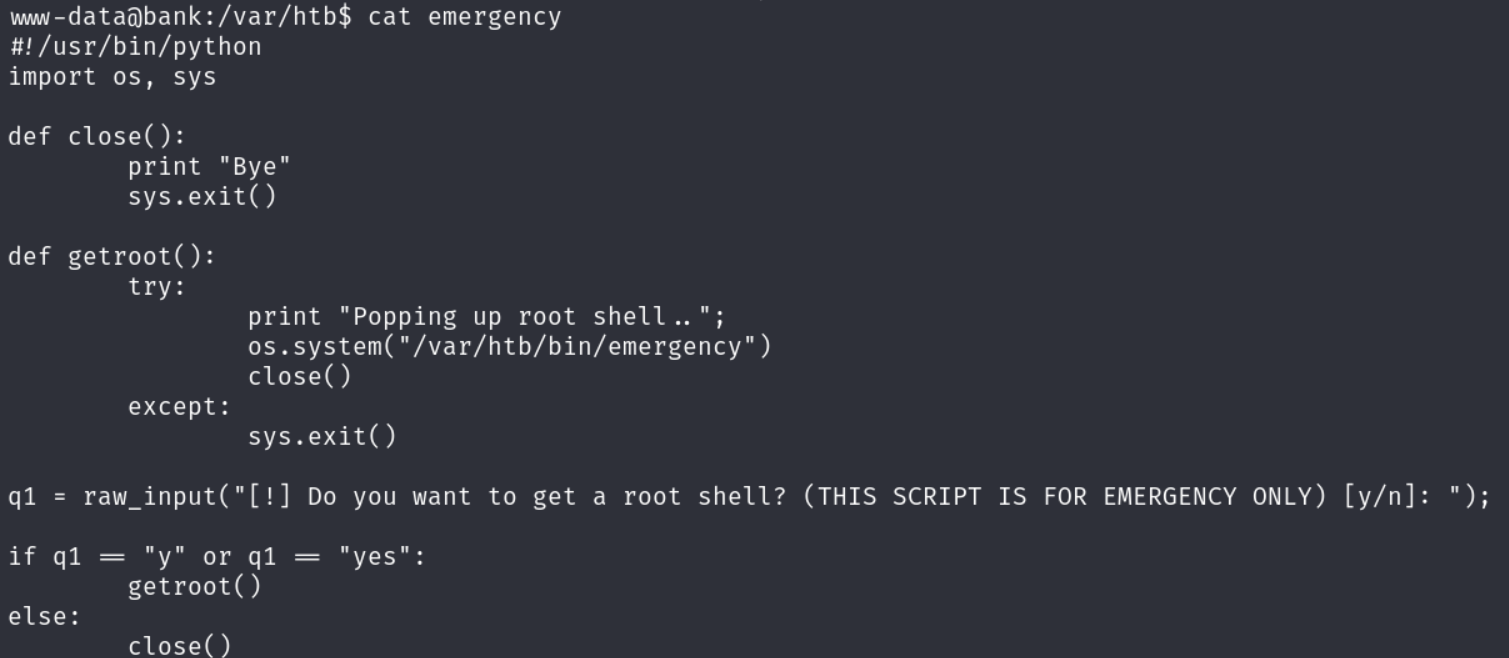 www-data@bank:/var/htb$ cat emergency
#!/usr/bin/python
import os, sys

def close():
        print "Bye"
        sys.exit()

def getroot():
        try:
                print "Popping up root shell..";
                os.system("/var/htb/bin/emergency")
                close()
        except:
                sys.exit()

q1 = raw_input("[!] Do you want to get a root shell? (THIS SCRIPT IS FOR EMERGENCY ONLY) [y/n]: ");

if q1 == "y" or q1 == "yes":
        getroot()
else:
        close()